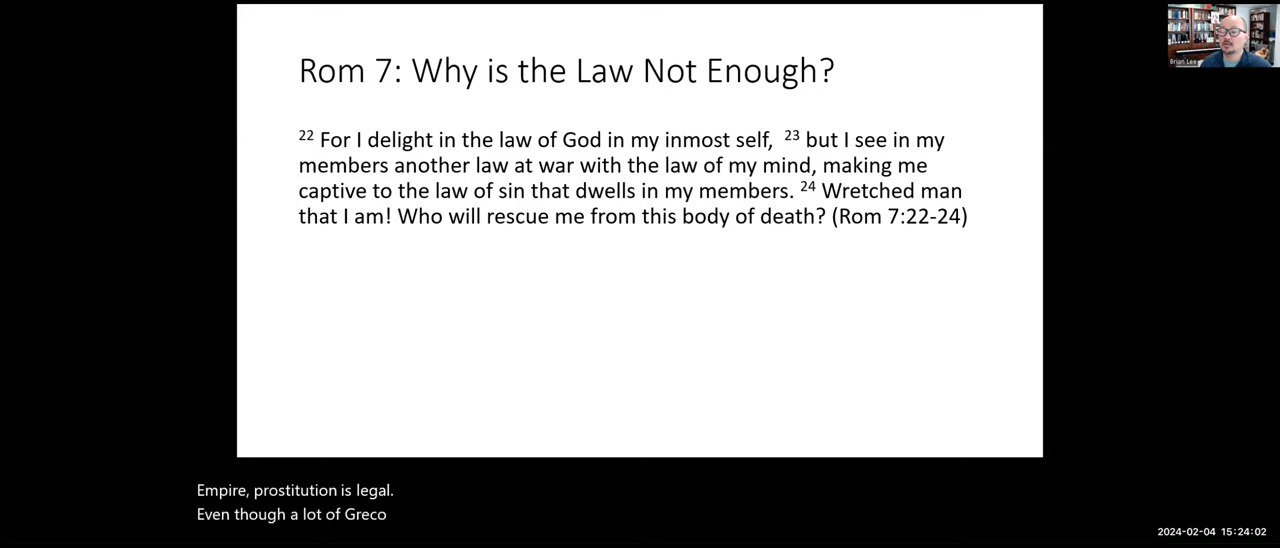 Rom 7: Why is the Law Not Enough?
22 For I delight in the law of God in my inmost self, 23 but I see in my
members another law at war with the law of my mind, making me
captive to the law of sin that dwells in my members. 24 Wretched man
that I am! Who will rescue me from this body of death? (Rom 7:22-24)
Brian Lee
Empire, prostitution is legal.
Even though a lot of Greco
2024-02-04 15:24:02